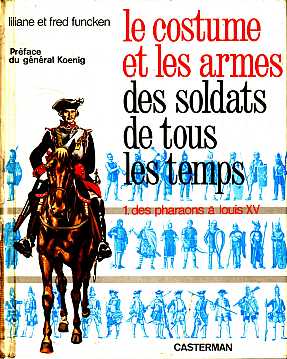 liliane et fred funcken
Préface
du général Koenig
le costume
et les armes
des soldats
de tous
les temps
1. des pharaons à louis XV
CASTERMAN